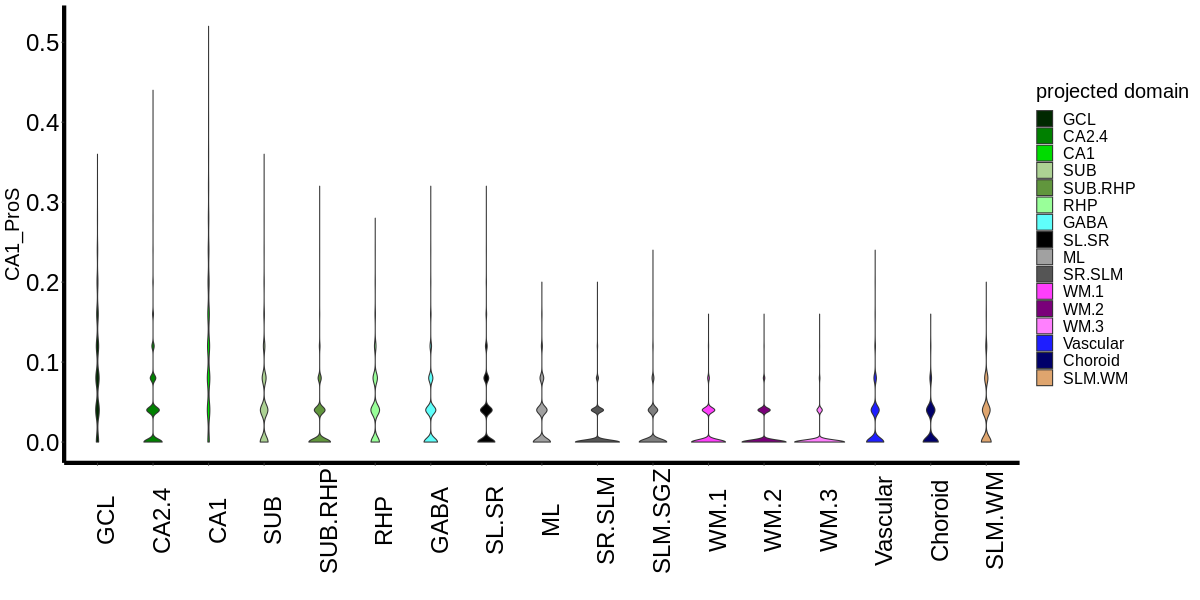 CA1_ProS
0.5
0.4
0.3
0.2
0.1
0.0
GCL
CA2.4
CA1
SUB
SUB.RHP
RHP
GABA
SL.SR
ML
SR.SLM
SLM.SGZ
WM.1
WM.2
WM.3
Vascular
Choroid
SLM.WM
projected domain
GCL
CA2.4
CA1
SUB
SUB.RHP
RHP
GABA
SL.SR
ML
SR.SLM
WM.1
WM.2
WM.3
Vascular
Choroid
SLM.WM